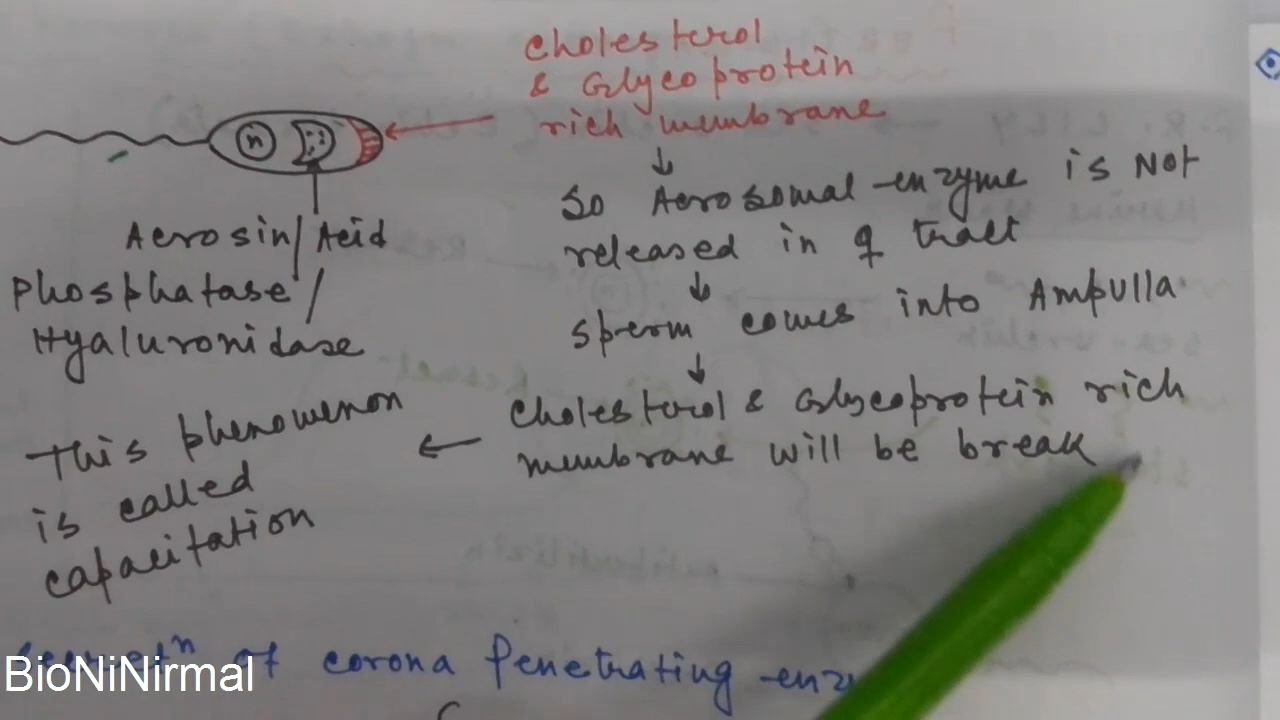 Cholesterol
& Glycoprotein
rich membrane
n
↓
So Acrosomal enzyme is Not
released in ♀ tract
↓
sperm comes into Ampulla
↓
Cholesterol & Glycoprotein rich
membrane will be break
Acrosin/Acid
Phosphatase/
Hyaluronidase
← This phenomenon
is called
capacitation
of corona Penetrating
BioNiNirmal